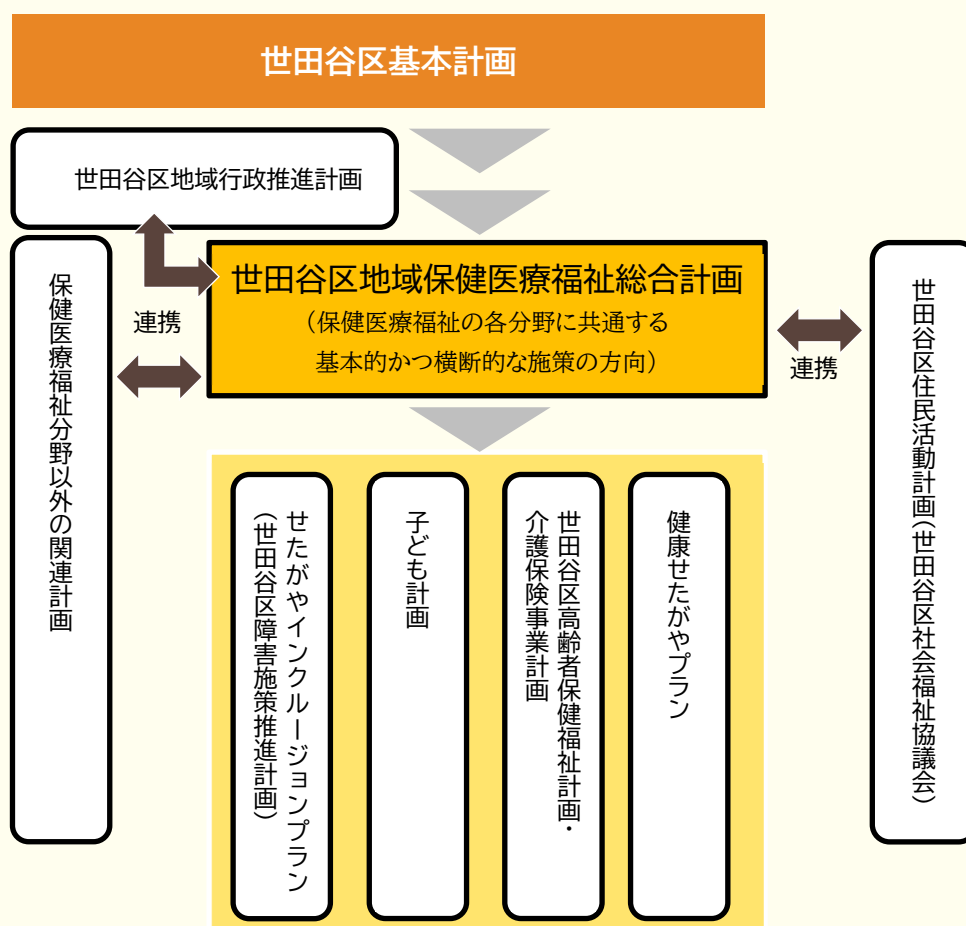 世田谷区基本計画
世田谷区地域行政推進計画
世田谷区地域保健医療福祉総合計画
（保健医療福祉の各分野に共通する
基本的かつ横断的な施策の方向）
連携
連携
保健医療福祉分野以外の関連計画
せたがやインクルージョンプラン
（世田谷区障害施策推進計画）
子ども計画
世田谷区高齢者保健福祉計画・
介護保険事業計画
健康せたがやプラン
世田谷区住民活動計画（世田谷区社会福祉協議会）